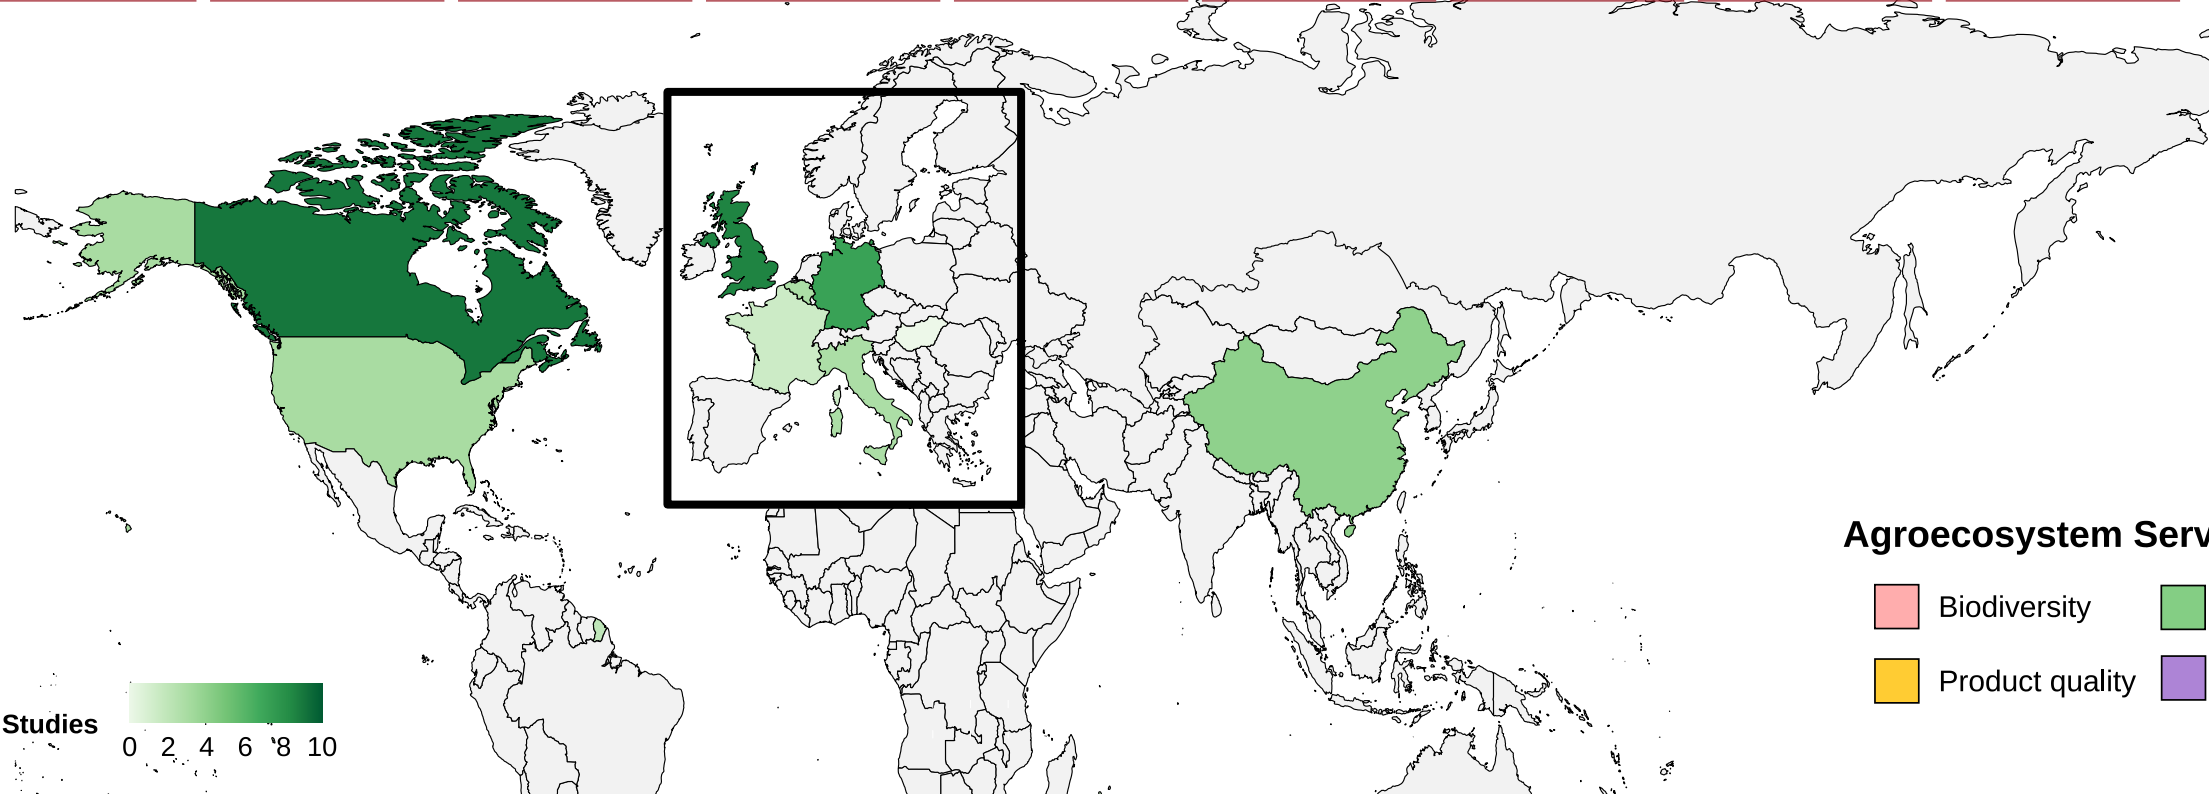 Agroecosystem Serv
Biodiversity
Product quality
Studies
0 2 4 6 8 10